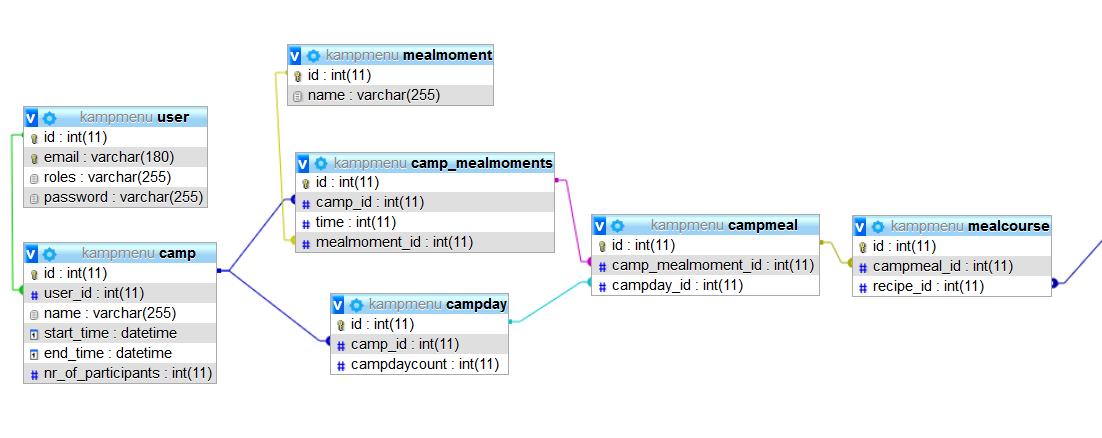 kampmenu mealmoment
id : int(11)
name : varchar(255)
kampmenu user
id : int(11)
email : varchar(180)
roles : varchar(255)
password : varchar(255)
kampmenu camp_mealmoments
id : int(11)
camp_id : int(11)
time : int(11)
mealmoment_id : int(11)
kampmenu camp
id : int(11)
user_id : int(11)
name : varchar(255)
start_time : datetime
end_time : datetime
nr_of_participants : int(11)
kampmenu campday
id : int(11)
camp_id : int(11)
campdaycount : int(11)
kampmenu campmeal
id : int(11)
camp_mealmoment_id : int(11)
campday_id : int(11)
kampmenu mealcourse
id : int(11)
campmeal_id : int(11)
recipe_id : int(11)